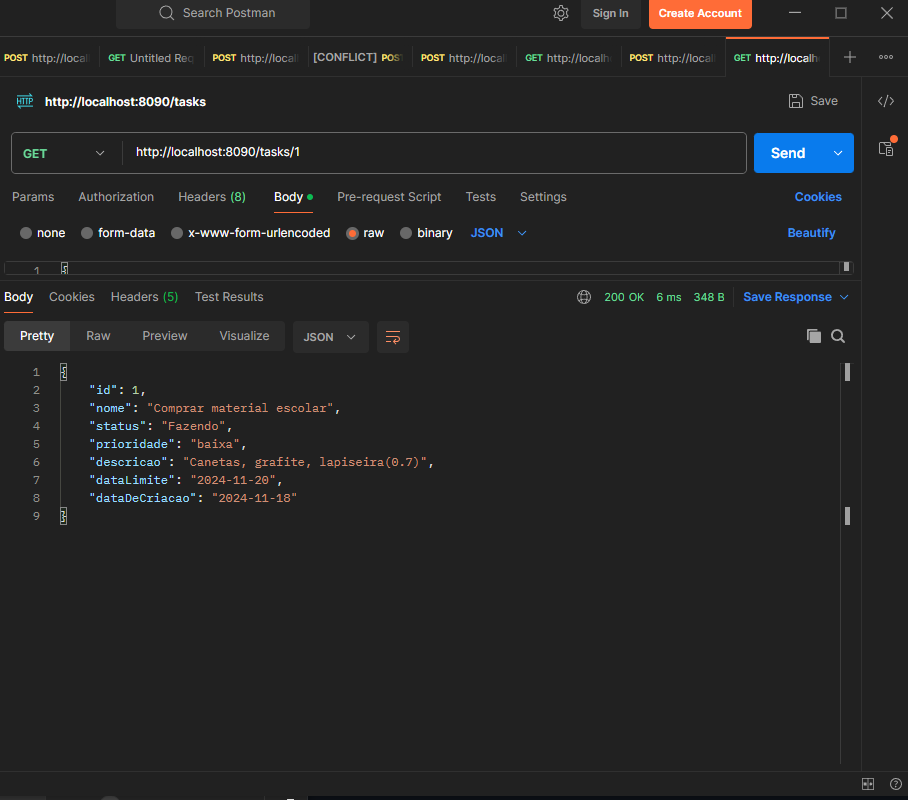 Search Postman
Sign In
Create Account
POST http://local
GET Untitled Req
POST http://local
[CONFLICT] POS
POST http://local
GET http://localh
POST http://local
GET http://localh
HTTP http://localhost:8090/tasks
Save
GET http://localhost:8090/tasks/1
Send
Params Authorization Headers (8) Body Pre-request Script Tests Settings Cookies
none form-data x-www-form-urlencoded raw binary JSON Beautify
1 {
Body Cookies Headers (5) Test Results 200 OK 6 ms 348 B Save Response
Pretty Raw Preview Visualize JSON
1 {
2 "id": 1,
3 "nome": "Comprar material escolar",
4 "status": "Fazendo",
5 "prioridade": "baixa",
6 "descricao": "Canetas, grafite, lapiseira(0.7)",
7 "dataLimite": "2024-11-20",
8 "dataDeCriacao": "2024-11-18"
9 }